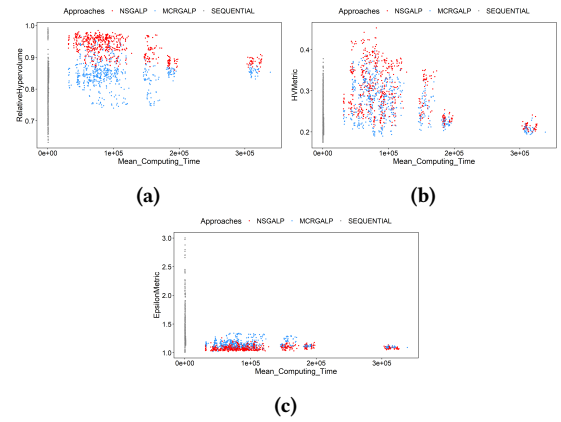 Approaches • NSGALP • MCRGALP • SEQUENTIAL
RelativeHypervolume
1.0
0.9
0.8
0.7
0e+00 1e+05 2e+05 3e+05
Mean_Computing_Time
(a)
Approaches • NSGALP • MCRGALP • SEQUENTIAL
HVMetric
0.4
0.3
0.2
0e+00 1e+05 2e+05 3e+05
Mean_Computing_Time
(b)
Approaches • NSGALP • MCRGALP • SEQUENTIAL
EpsilonMetric
3.0
2.5
2.0
1.5
1.0
0e+00 1e+05 2e+05 3e+05
Mean_Computing_Time
(c)